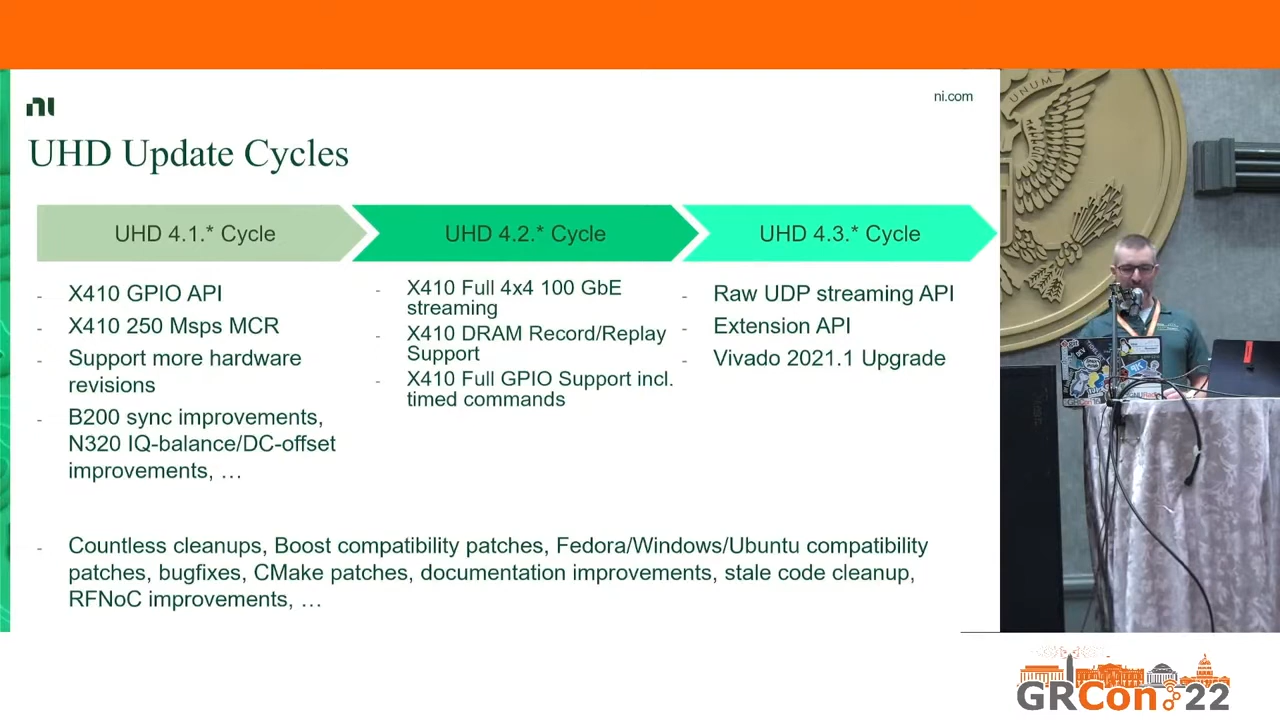 ni
ni.com
UHD Update Cycles
UHD 4.1.* Cycle
UHD 4.2.* Cycle
UHD 4.3.* Cycle
- X410 GPIO API
- X410 250 Msps MCR
- Support more hardware
revisions
- B200 sync improvements,
N320 IQ-balance/DC-offset
improvements, …
- X410 Full 4x4 100 GbE
streaming
- X410 DRAM Record/Replay
Support
- X410 Full GPIO Support incl.
timed commands
- Raw UDP streaming API
- Extension API
- Vivado 2021.1 Upgrade
- Countless cleanups, Boost compatibility patches, Fedora/Windows/Ubuntu compatibility
patches, bugfixes, CMake patches, documentation improvements, stale code cleanup,
RFNoC improvements, …
UNUM
GRCon 22